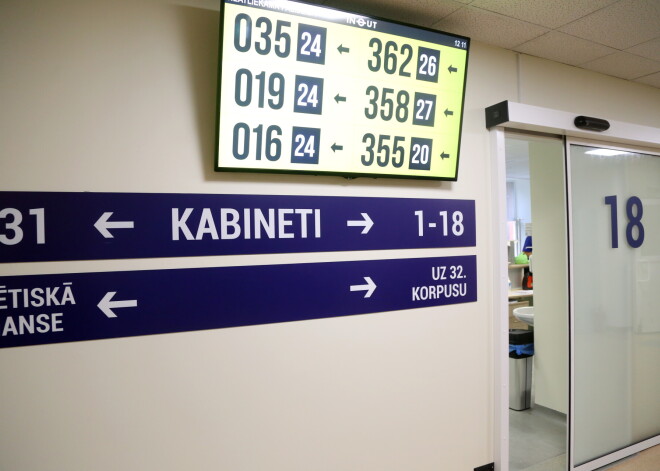 IN OUT
12 11
035 24 ← 362 26 ←
019 24 ← 358 27 ←
016 24 ← 355 20 ←
31 ← KABINETI → 1-18
ĒTISKĀ ← → UZ 32.
ANSE KORPUSU
18